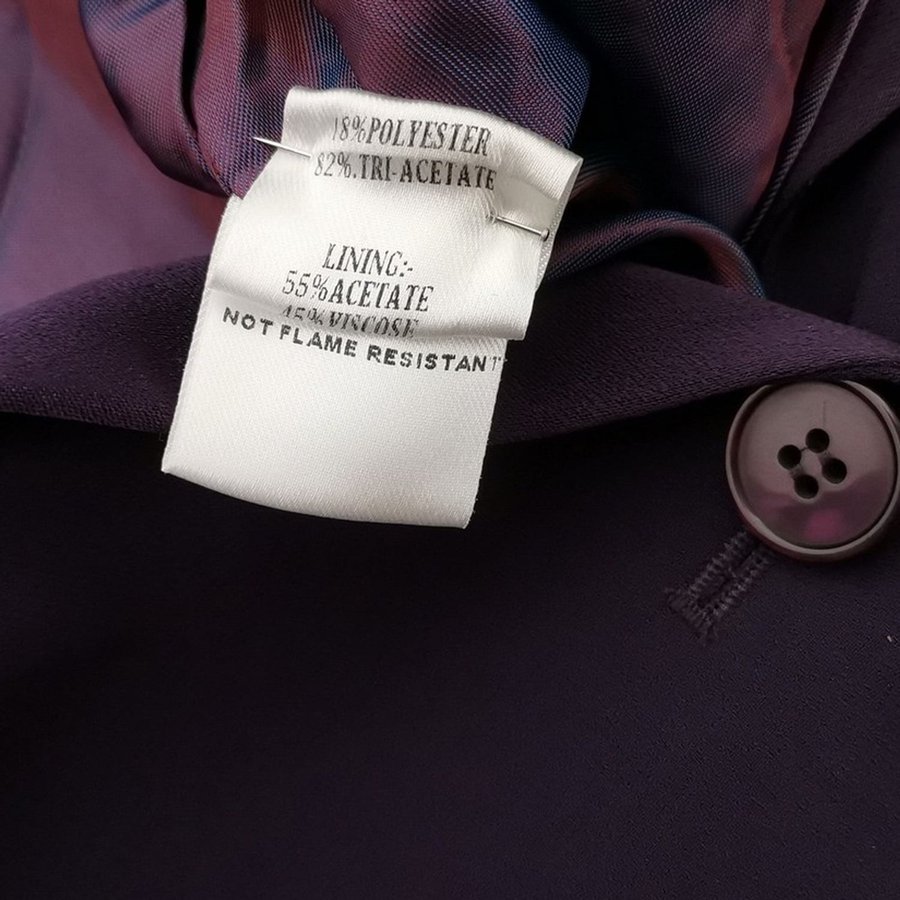 18%POLYESTER
82%.TRI-ACETATE
LINING:-
55%ACETATE
45%VISCOSE
NOT FLAME RESISTANT